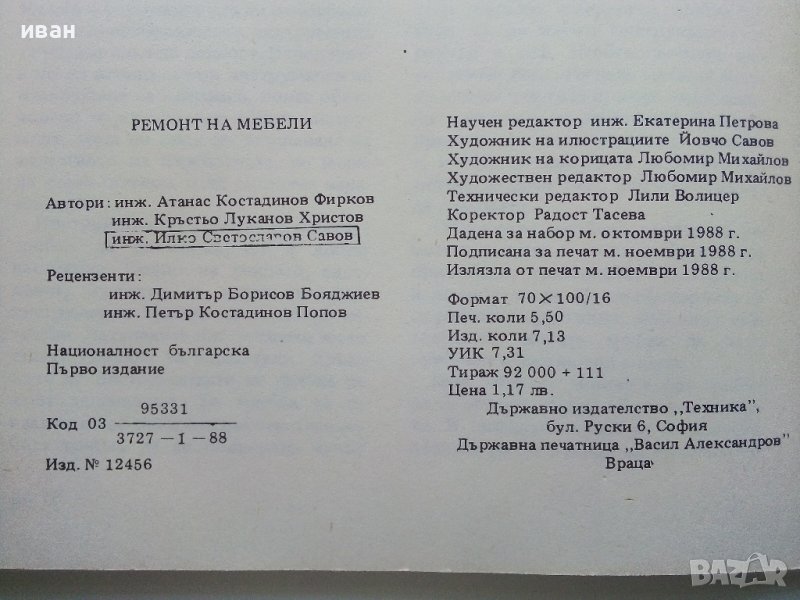 иван
РЕМОНТ НА МЕБЕЛИ
Автори: инж. Атанас Костадинов Фирков
инж. Кръстьо Луканов Христов
инж. Илко Светославов Савов
Рецензенти:
инж. Димитър Борисов Бояджиев
инж. Петър Костадинов Попов
Националност българска
Първо издание
Код 03 95331
3727 — 1 — 88
Изд. № 12456
Научен редактор инж. Екатерина Петрова
Художник на илюстрациите Йовчо Савов
Художник на корицата Любомир Михайлов
Художествен редактор Любомир Михайлов
Технически редактор Лили Волицер
Коректор Радост Тасева
Дадена за набор м. октомври 1988 г.
Подписана за печат м. ноември 1988 г.
Излязла от печат м. ноември 1988 г.
Формат 70×100/16
Печ. коли 5,50
Изд. коли 7,13
УИК 7,31
Тираж 92 000 + 111
Цена 1,17 лв.
Държавно издателство „Техника”,
бул. Руски 6, София
Държавна печатница „Васил Александров”
Враца
BAZAR